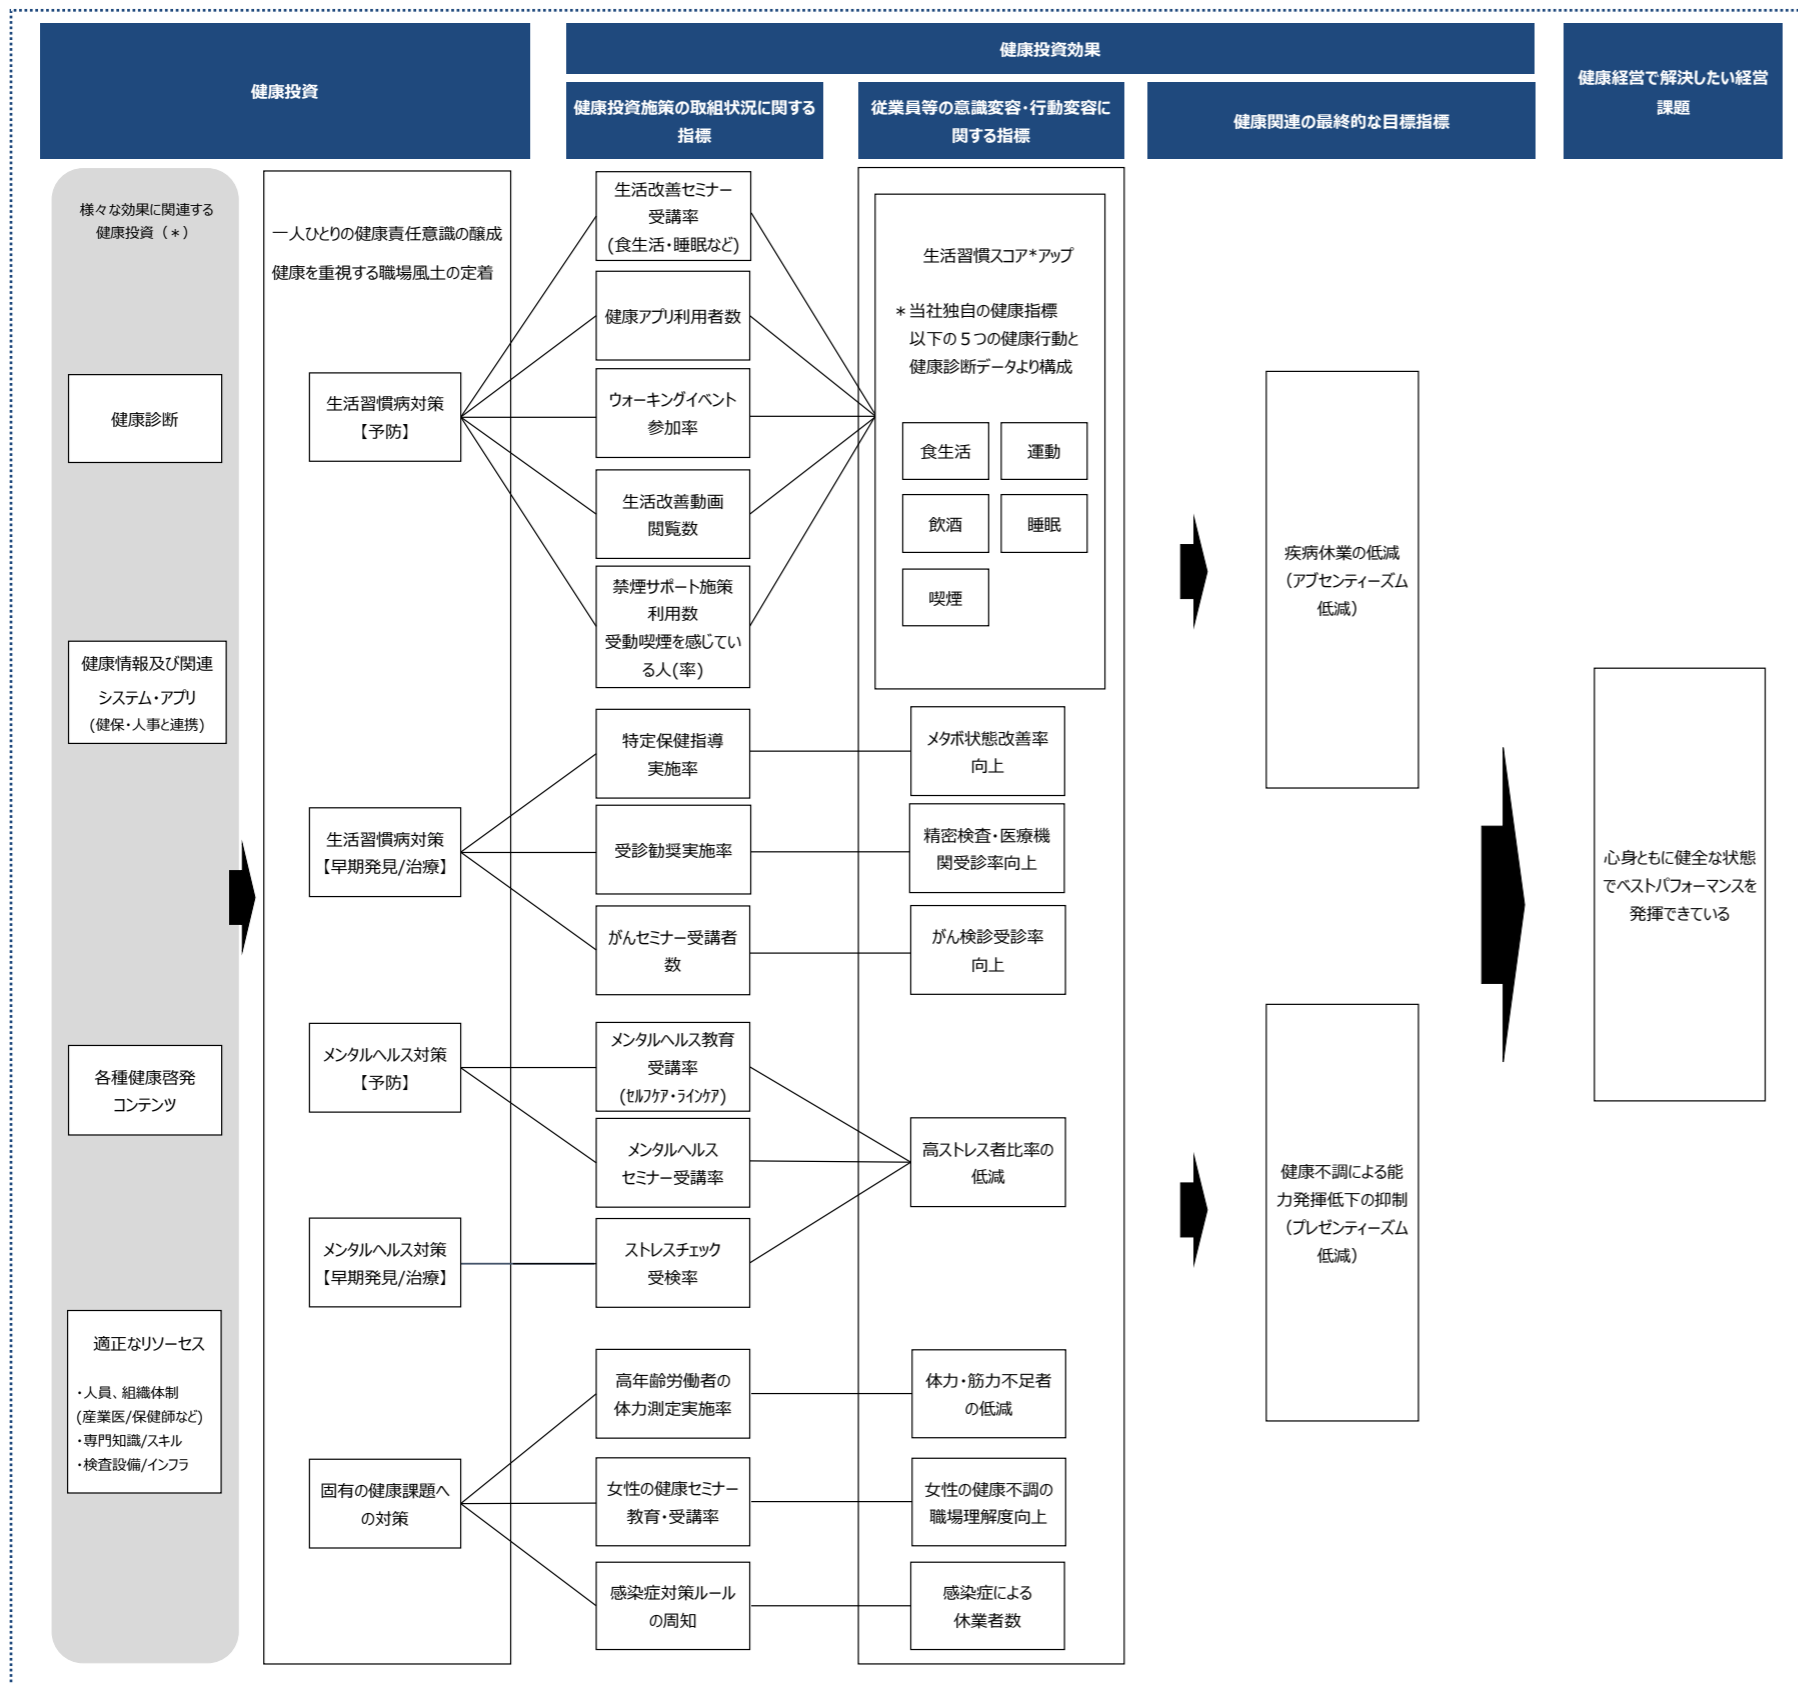 健康投資
健康投資効果
健康経営で解決したい経営
課題
健康投資施策の取組状況に関する
指標
従業員等の意識変容・行動変容に
関する指標
健康関連の最終的な目標指標
様々な効果に関連する
健康投資（＊）
健康診断
健康情報及び関連
システム・アプリ
(健保・人事と連携)
各種健康啓発
コンテンツ
適正なリソーセス
・人員、組織体制
(産業医/保健師など)
・専門知識/スキル
・検査設備/インフラ
一人ひとりの健康責任意識の醸成
健康を重視する職場風土の定着
生活習慣病対策
【予防】
生活習慣病対策
【早期発見/治療】
メンタルヘルス対策
【予防】
メンタルヘルス対策
【早期発見/治療】
固有の健康課題へ
の対策
生活改善セミナー
受講率
(食生活・睡眠など)
健康アプリ利用者数
ウォーキングイベント
参加率
生活改善動画
閲覧数
禁煙サポート施策
利用数
受動喫煙を感じてい
る人(率)
特定保健指導
実施率
受診勧奨実施率
がんセミナー受講者
数
メンタルヘルス教育
受講率
(ｾﾙﾌｹｱ・ﾗｲﾝｹｱ)
メンタルヘルス
セミナー受講率
ストレスチェック
受検率
高年齢労働者の
体力測定実施率
女性の健康セミナー
教育・受講率
感染症対策ルール
の周知
生活習慣スコア*アップ
＊当社独自の健康指標
以下の５つの健康行動と
健康診断データより構成
食生活
運動
飲酒
睡眠
喫煙
メタボ状態改善率
向上
精密検査・医療機
関受診率向上
がん検診受診率
向上
高ストレス者比率の
低減
体力・筋力不足者
の低減
女性の健康不調の
職場理解度向上
感染症による
休業者数
疾病休業の低減
（アブセンティーズム
低減）
健康不調による能
力発揮低下の抑制
（プレゼンティーズム
低減）
心身ともに健全な状態
でベストパフォーマンスを
発揮できている